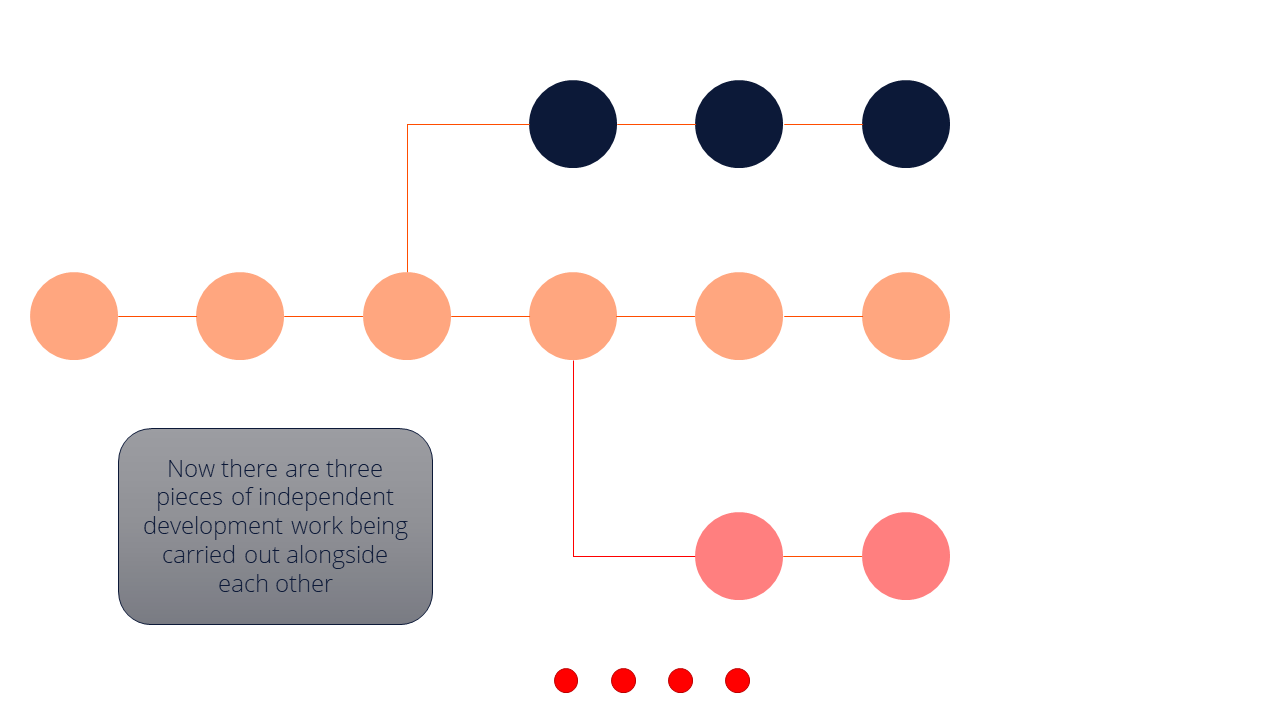 Now there are three
pieces of independent
development work being
carried out alongside
each other